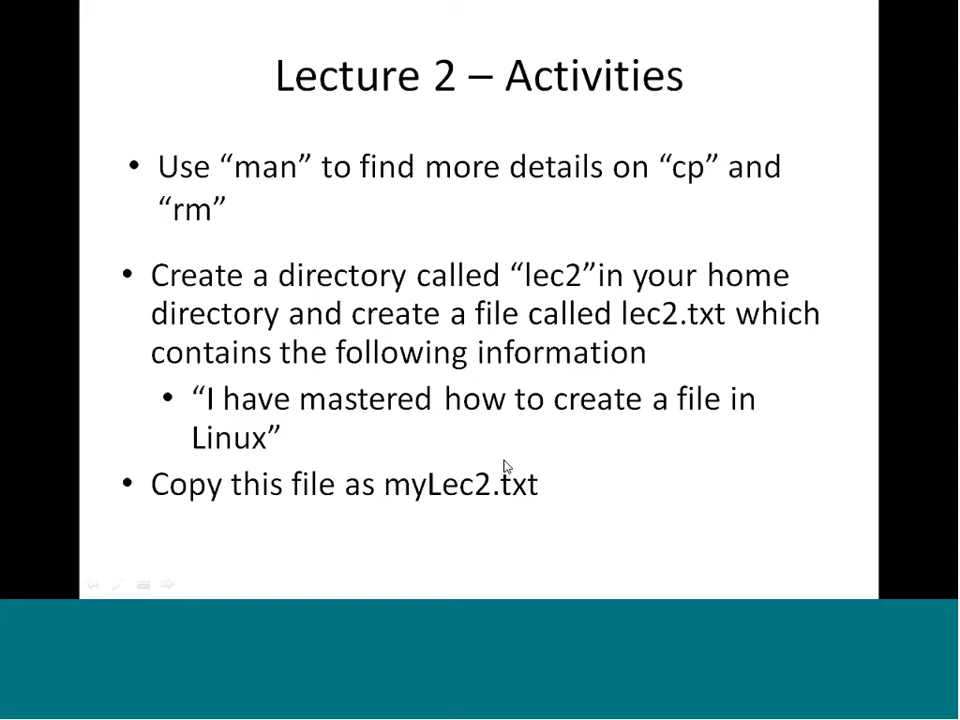 Lecture 2 – Activities
• Use “man” to find more details on “cp” and
“rm”
• Create a directory called “lec2”in your home
directory and create a file called lec2.txt which
contains the following information
• “I have mastered how to create a file in
Linux”
• Copy this file as myLec2.txt